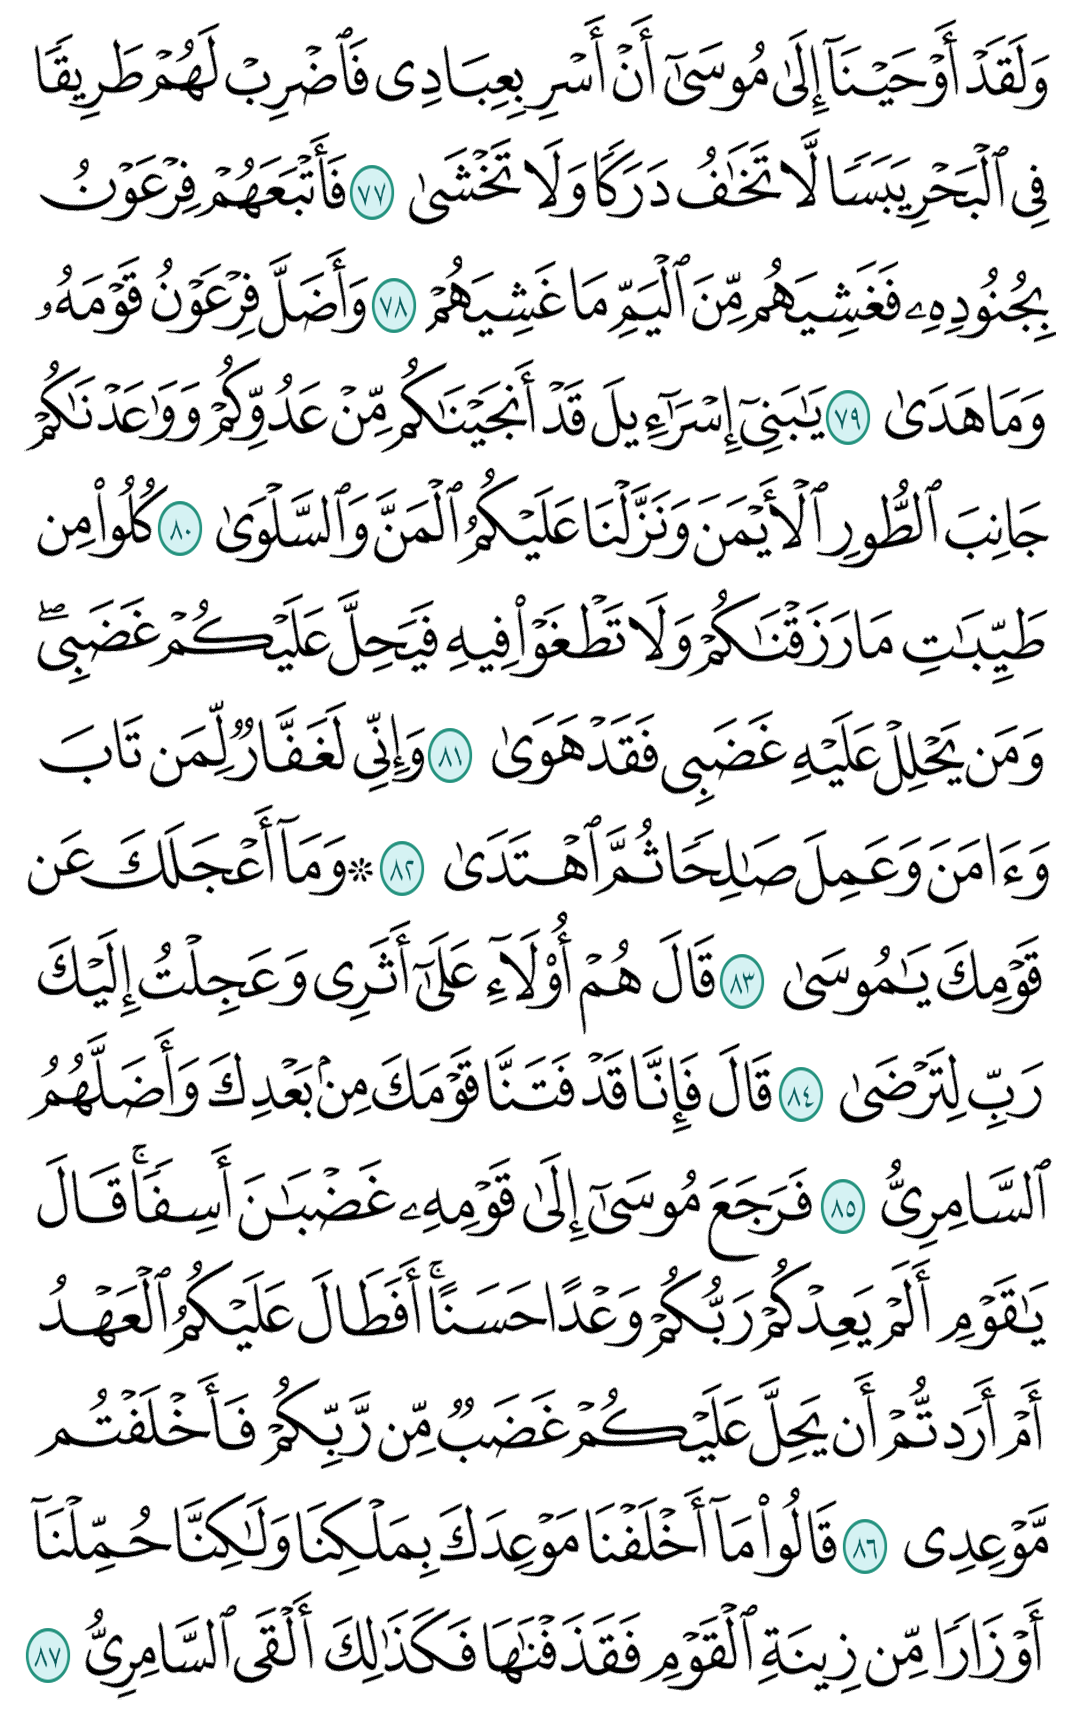 وَلَقَدْ أَوْحَيْنَآ إِلَىٰ مُوسَىٰٓ أَنْ أَسْرِ بِعِبَادِى فَٱضْرِبْ لَهُمْ طَرِيقًا
فِى ٱلْبَحْرِ يَبَسًا لَّا تَخَٰفُ دَرَكًا وَلَا تَخْشَىٰ ٧٧ فَأَتْبَعَهُمْ فِرْعَوْنُ
بِجُنُودِهِۦ فَغَشِيَهُم مِّنَ ٱلْيَمِّ مَا غَشِيَهُمْ ٧٨ وَأَضَلَّ فِرْعَوْنُ قَوْمَهُۥ
وَمَا هَدَىٰ ٧٩ يَٰبَنِىٓ إِسْرَٰٓءِيلَ قَدْ أَنجَيْنَٰكُم مِّنْ عَدُوِّكُمْ وَوَٰعَدْنَٰكُمْ
جَانِبَ ٱلطُّورِ ٱلْأَيْمَنَ وَنَزَّلْنَا عَلَيْكُمُ ٱلْمَنَّ وَٱلسَّلْوَىٰ ٨٠ كُلُوا۟ مِن
طَيِّبَٰتِ مَا رَزَقْنَٰكُمْ وَلَا تَطْغَوْا۟ فِيهِ فَيَحِلَّ عَلَيْكُمْ غَضَبِىۖ
وَمَن يَحْلِلْ عَلَيْهِ غَضَبِى فَقَدْ هَوَىٰ ٨١ وَإِنِّى لَغَفَّارٌ لِّمَن تَابَ
وَءَامَنَ وَعَمِلَ صَٰلِحًا ثُمَّ ٱهْتَدَىٰ ٨٢ ۞ وَمَآ أَعْجَلَكَ عَن
قَوْمِكَ يَٰمُوسَىٰ ٨٣ قَالَ هُمْ أُو۟لَآءِ عَلَىٰٓ أَثَرِى وَعَجِلْتُ إِلَيْكَ
رَبِّ لِتَرْضَىٰ ٨٤ قَالَ فَإِنَّا قَدْ فَتَنَّا قَوْمَكَ مِنۢ بَعْدِكَ وَأَضَلَّهُمُ
ٱلسَّامِرِىُّ ٨٥ فَرَجَعَ مُوسَىٰٓ إِلَىٰ قَوْمِهِۦ غَضْبَٰنَ أَسِفًاۚ قَالَ
يَٰقَوْمِ أَلَمْ يَعِدْكُمْ رَبُّكُمْ وَعْدًا حَسَنًاۚ أَفَطَالَ عَلَيْكُمُ ٱلْعَهْدُ
أَمْ أَرَدتُّمْ أَن يَحِلَّ عَلَيْكُمْ غَضَبٌ مِّن رَّبِّكُمْ فَأَخْلَفْتُم
مَّوْعِدِى ٨٦ قَالُوا۟ مَآ أَخْلَفْنَا مَوْعِدَكَ بِمَلْكِنَا وَلَٰكِنَّا حُمِّلْنَآ
أَوْزَارًا مِّن زِينَةِ ٱلْقَوْمِ فَقَذَفْنَٰهَا فَكَذَٰلِكَ أَلْقَى ٱلسَّامِرِىُّ ٨٧